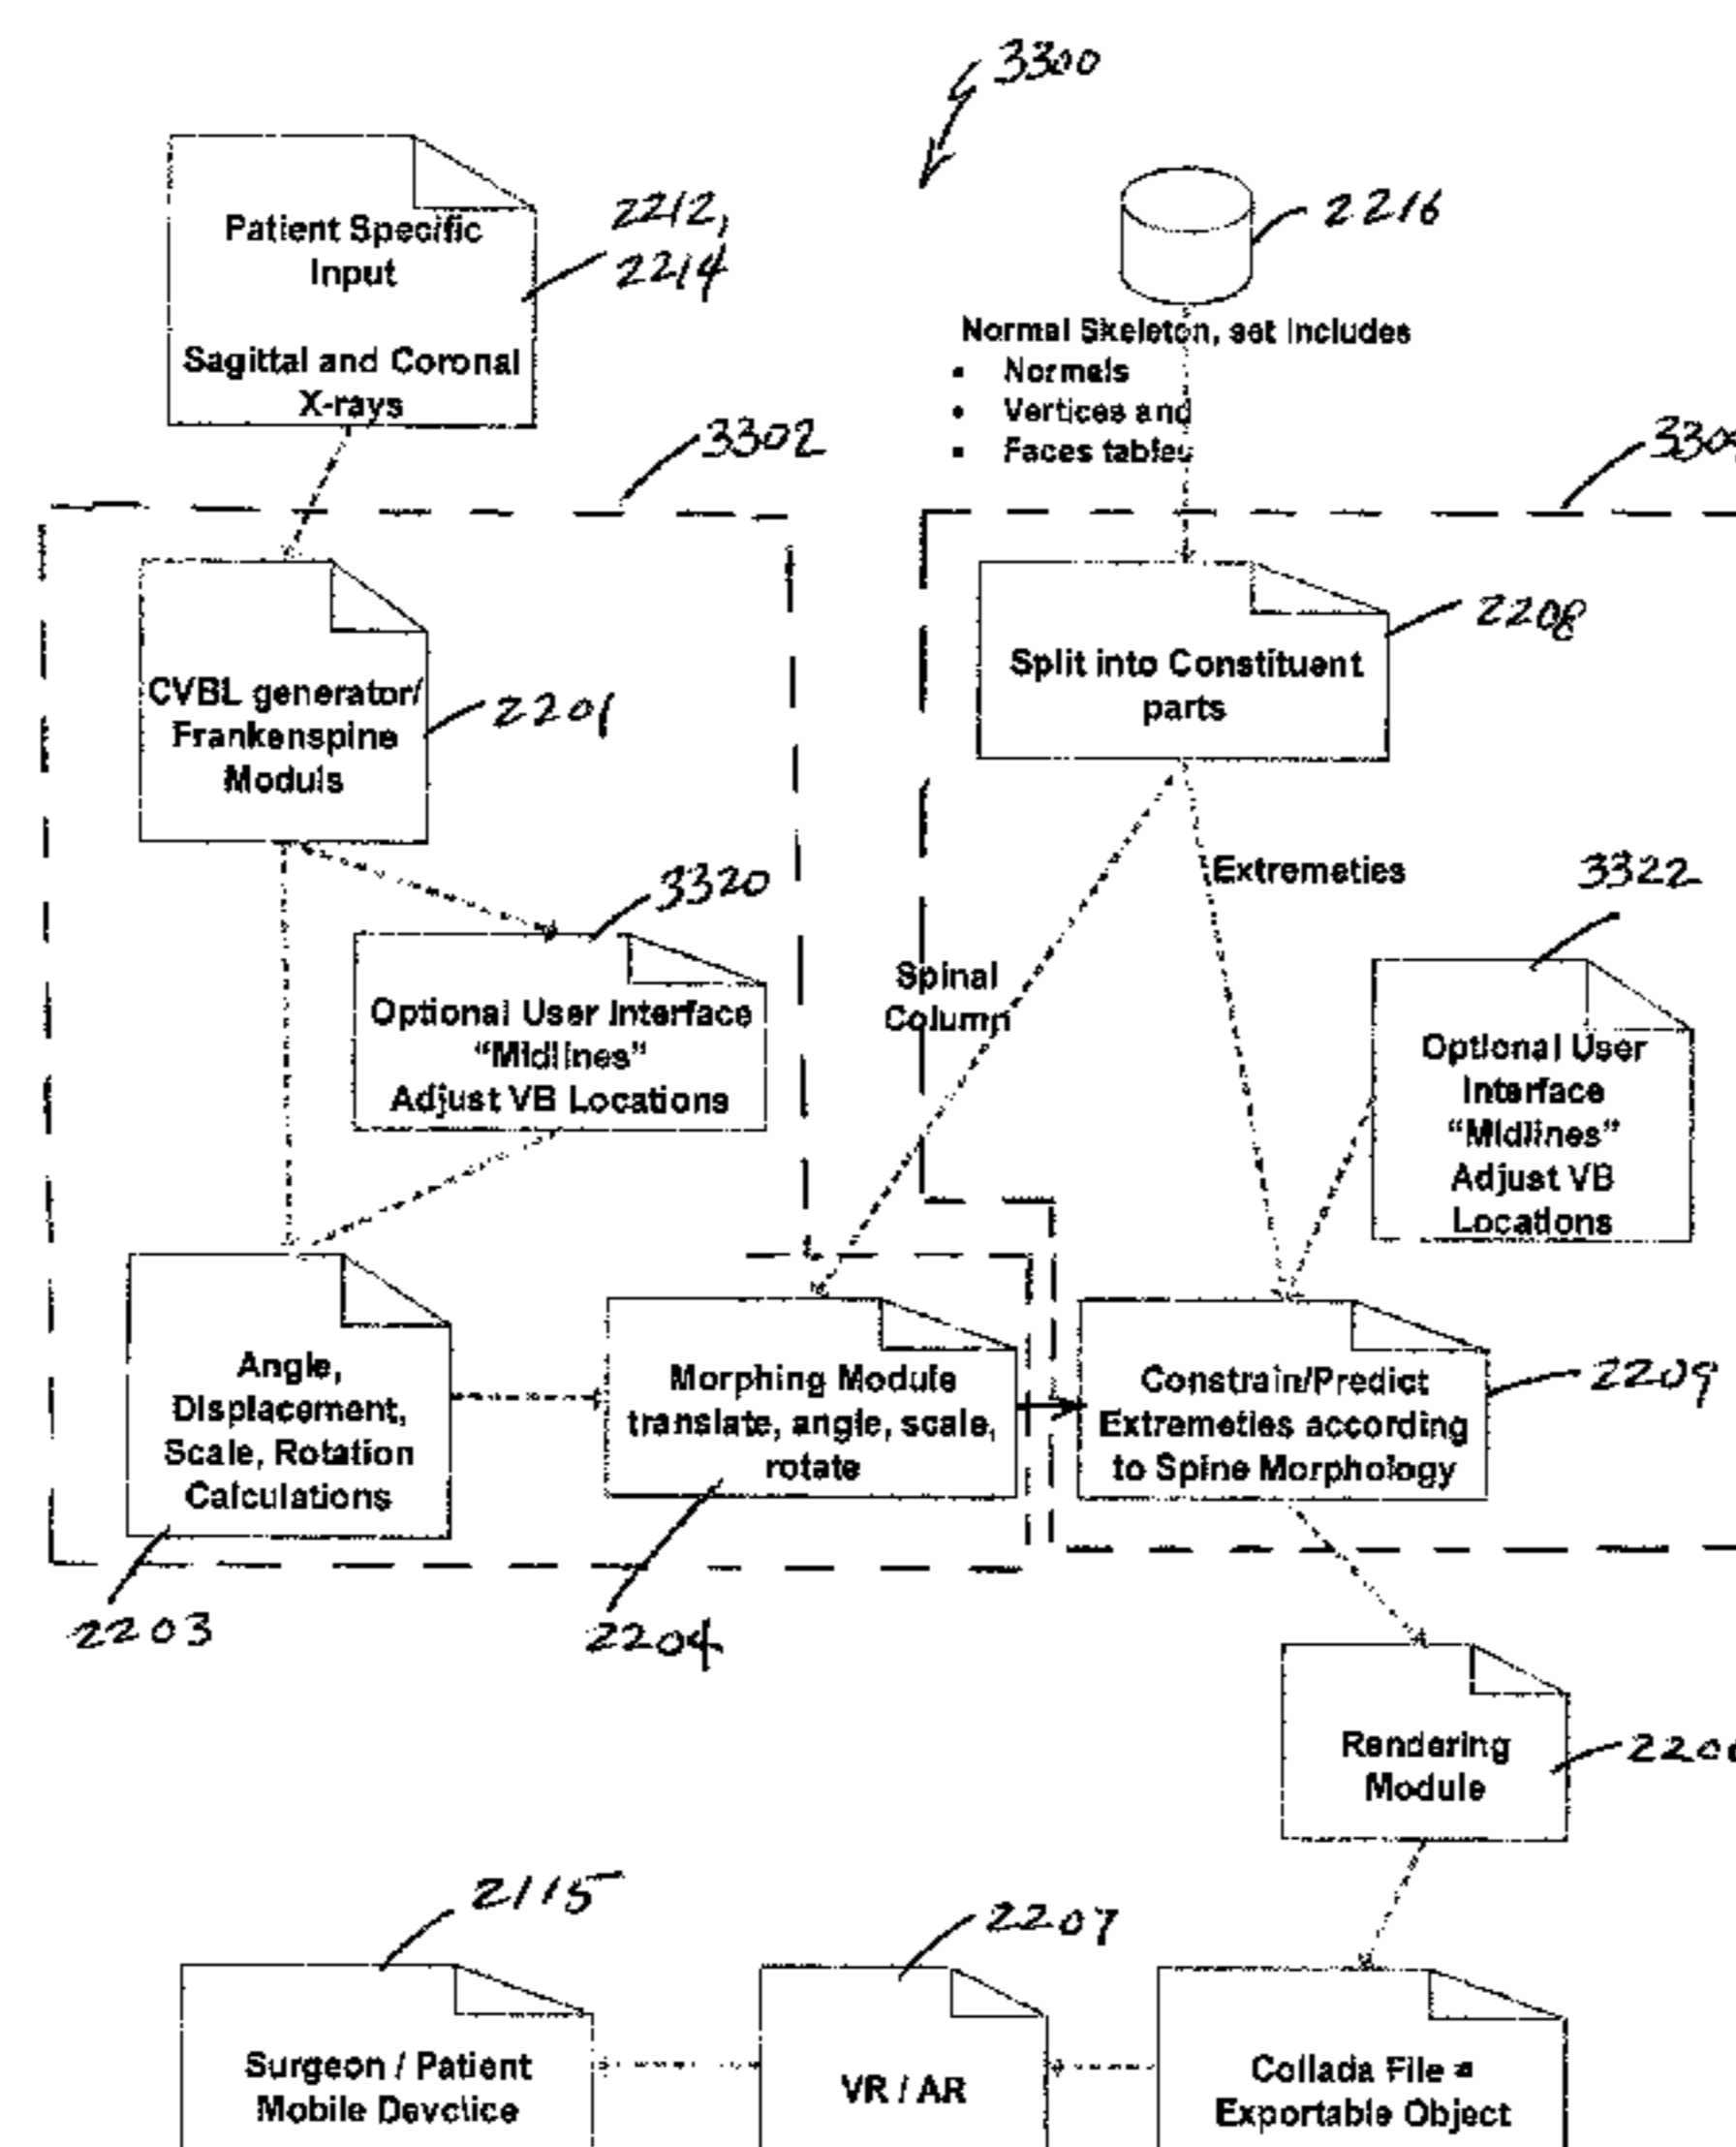 3300
Patient Specific
Input
Sagittal and Coronal
X-rays
2212,
2214
2216
Normal Skeleton, set includes
▪ Normals
• Vertices and
▪ Faces tables
3302
CVBL generator/
Frankenspine
Moduls
2201
Split into Constituent
parts
2208
Extremeties
3320
3322
Optional User Interface
“Midlines”
Adjust VB Locations
Spinal
Column
Optional User
Interface
“Midlines”
Adjust VB
Locations
Angle,
Displacement,
Scale, Rotation
Calculations
Morphing Module
translate, angle, scale,
rotate
Constrain/Predict
Extremeties according
to Spine Morphology
2209
2203
2204
Rendering
Module
2115
2207
Surgeon / Patient
Mobile Devctice
VR / AR
Collada File =
Exportable Object